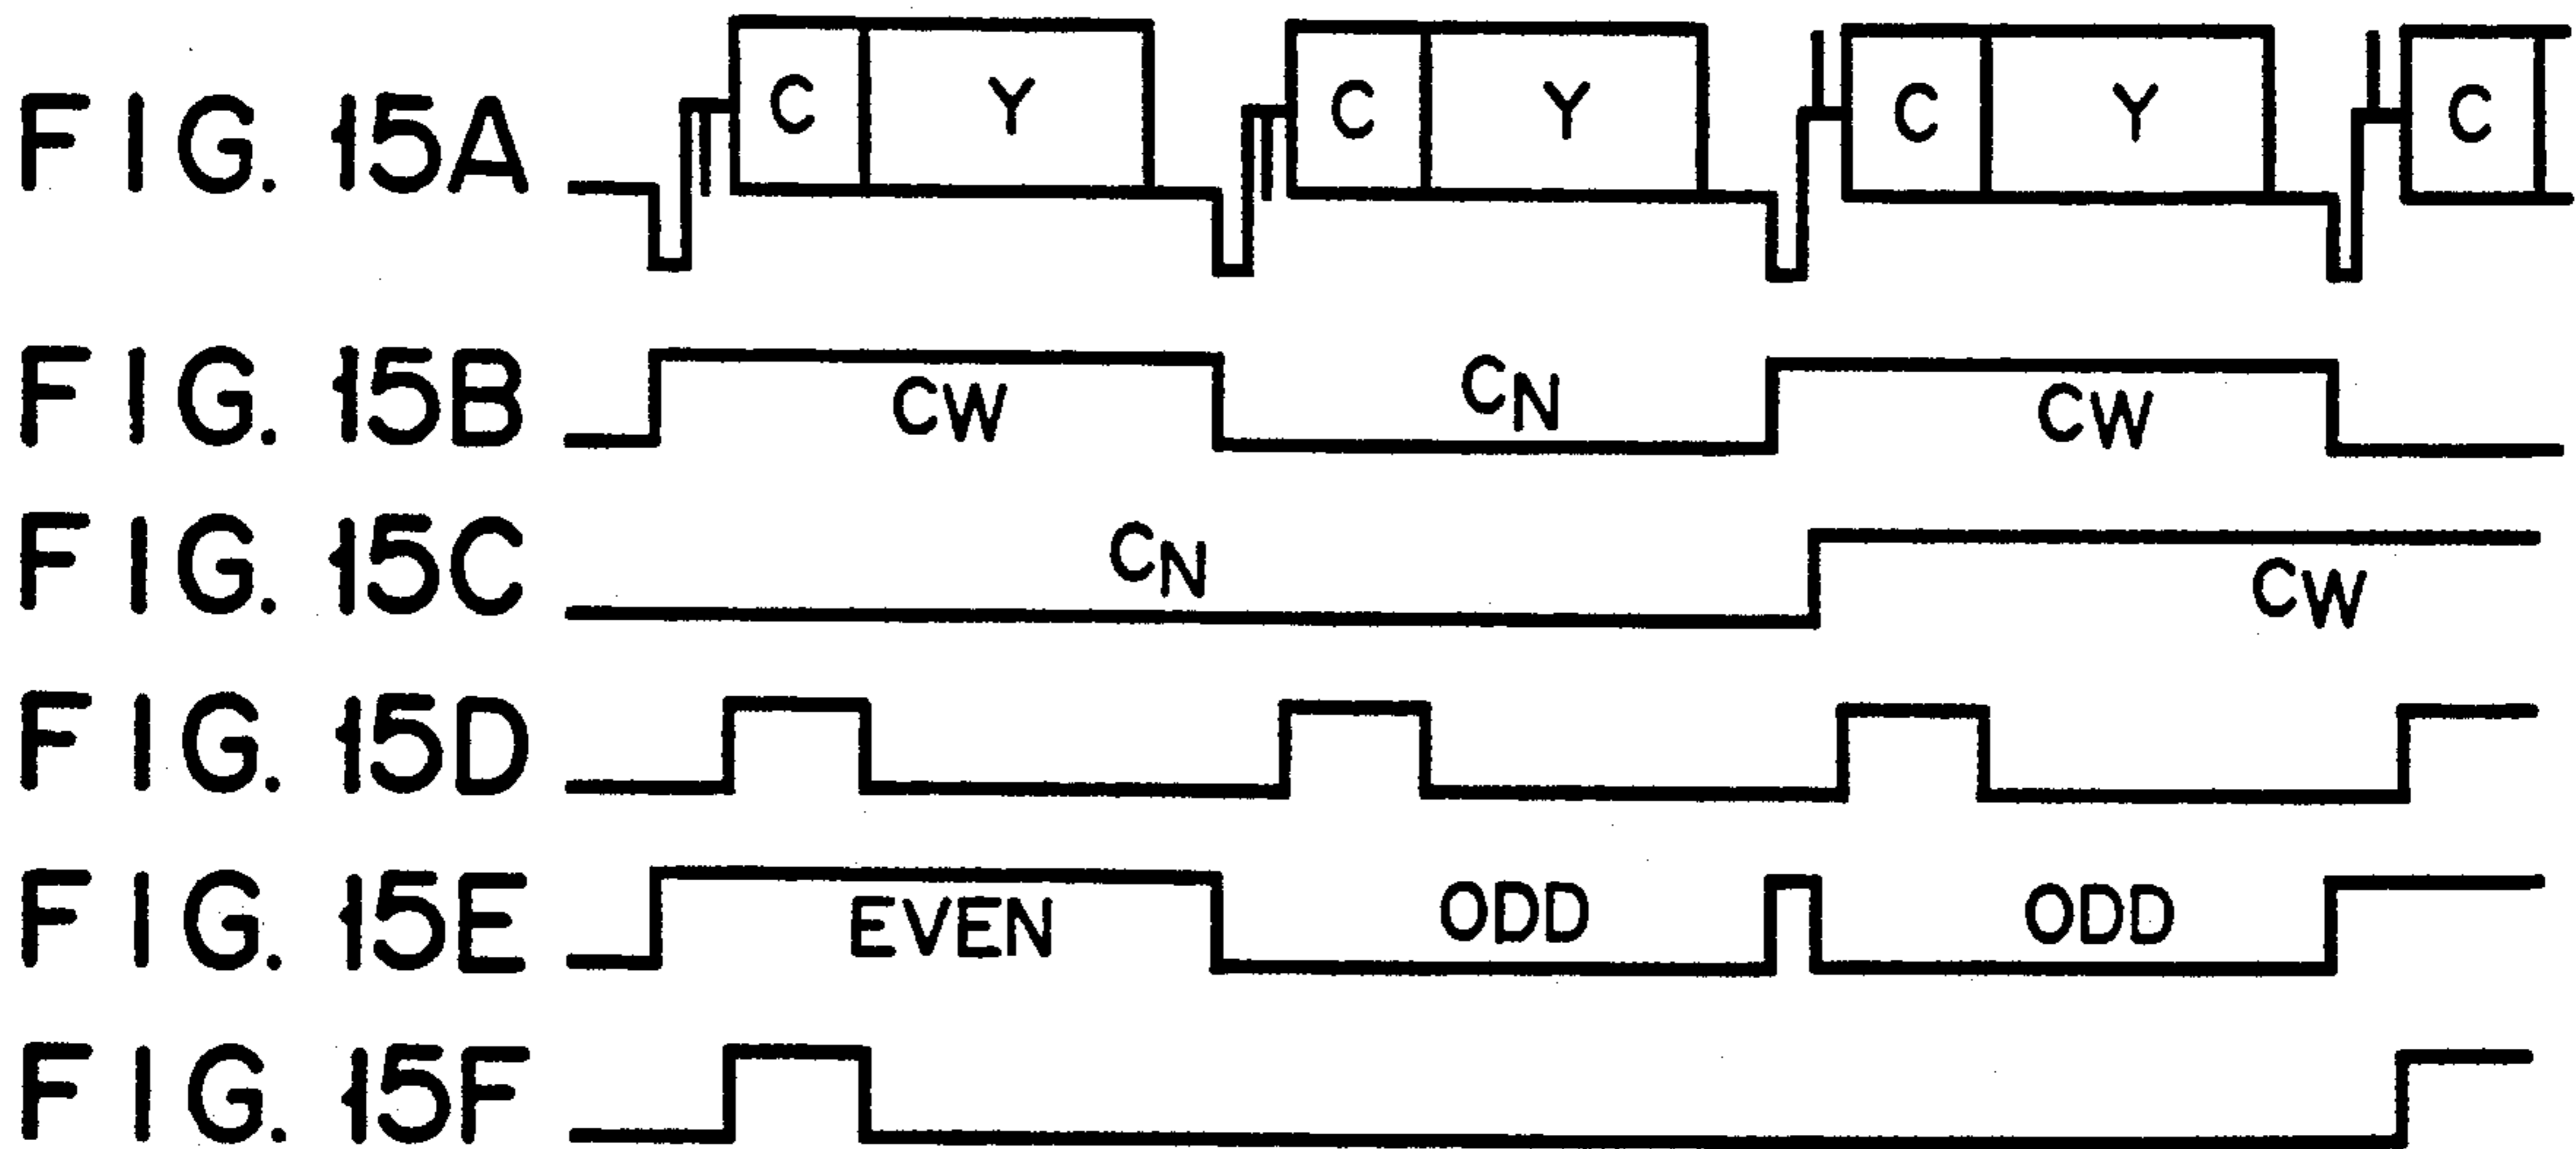 FIG. 15A C Y C Y C Y C
FIG. 15B CW CN CW
FIG. 15C CN CW
FIG. 15D
FIG. 15E EVEN ODD ODD
FIG. 15F